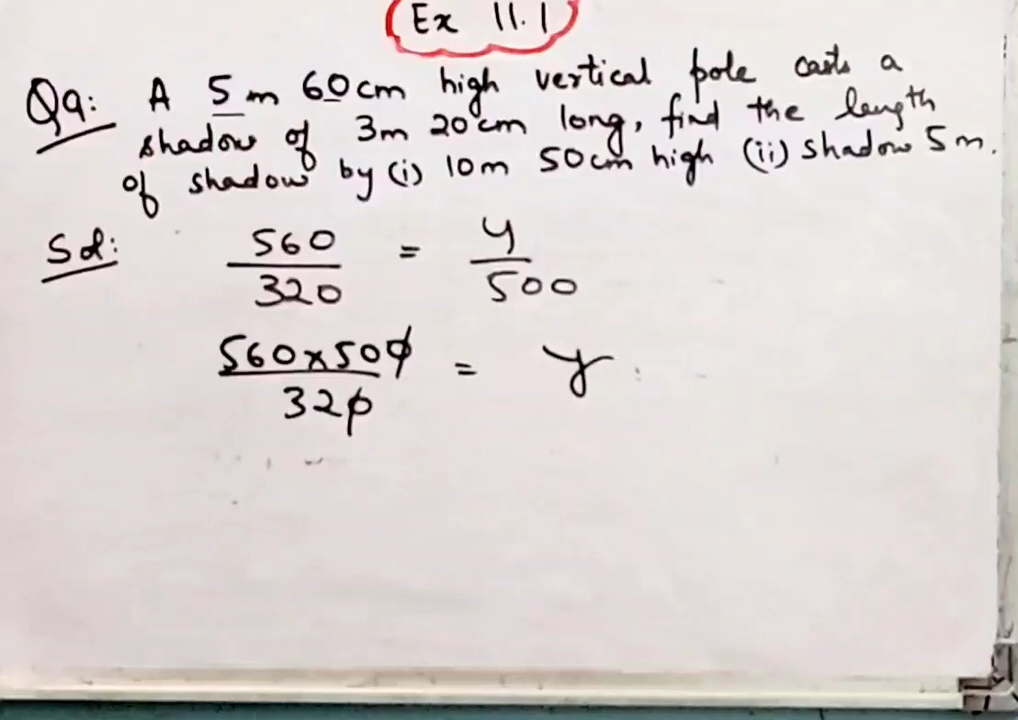 Ex 11.1
Q9: A 5m 60cm high vertical pole casts a
shadow of 3m 20cm long, find the length
of shadow by (i) 10m 50cm high (ii) shadow 5m.
Sol: 560/320 = y/500
560×500/320 = y